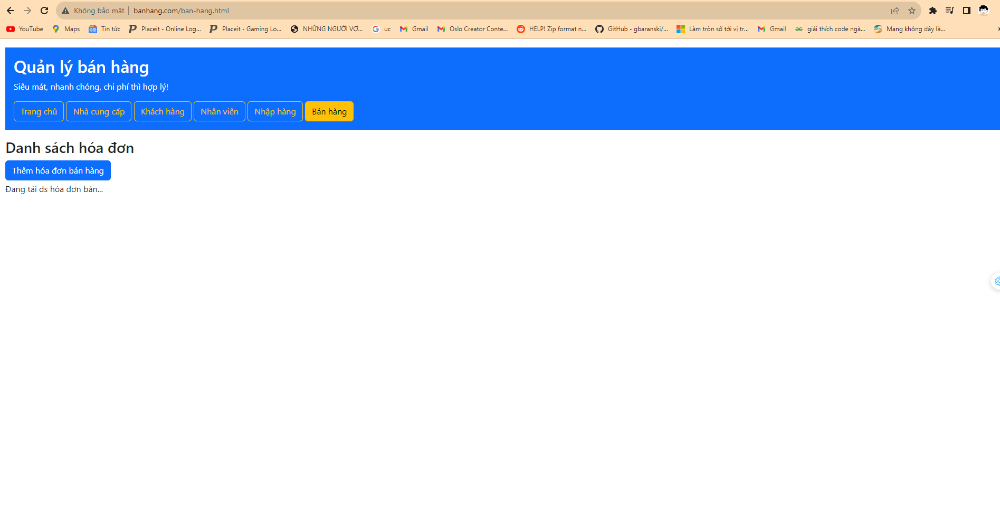 Không bảo mật banhang.com/ban-hang.html
YouTube Maps Tin tức Placeit - Online Log... Placeit - Gaming Lo... NHỮNG NGƯỜI VỢ... uc Gmail Oslo Creator Conte... HELP! Zip format n... GitHub - gbaranski/... Làm tròn số tới vị tr... Gmail giải thích code ngà... Mạng không dây là...
Quản lý bán hàng
Siêu mát, nhanh chóng, chi phí thì hợp lý!
Trang chủ Nhà cung cấp Khách hàng Nhân viên Nhập hàng Bán hàng
Danh sách hóa đơn
Thêm hóa đơn bán hàng
Đang tải ds hóa đơn bán...